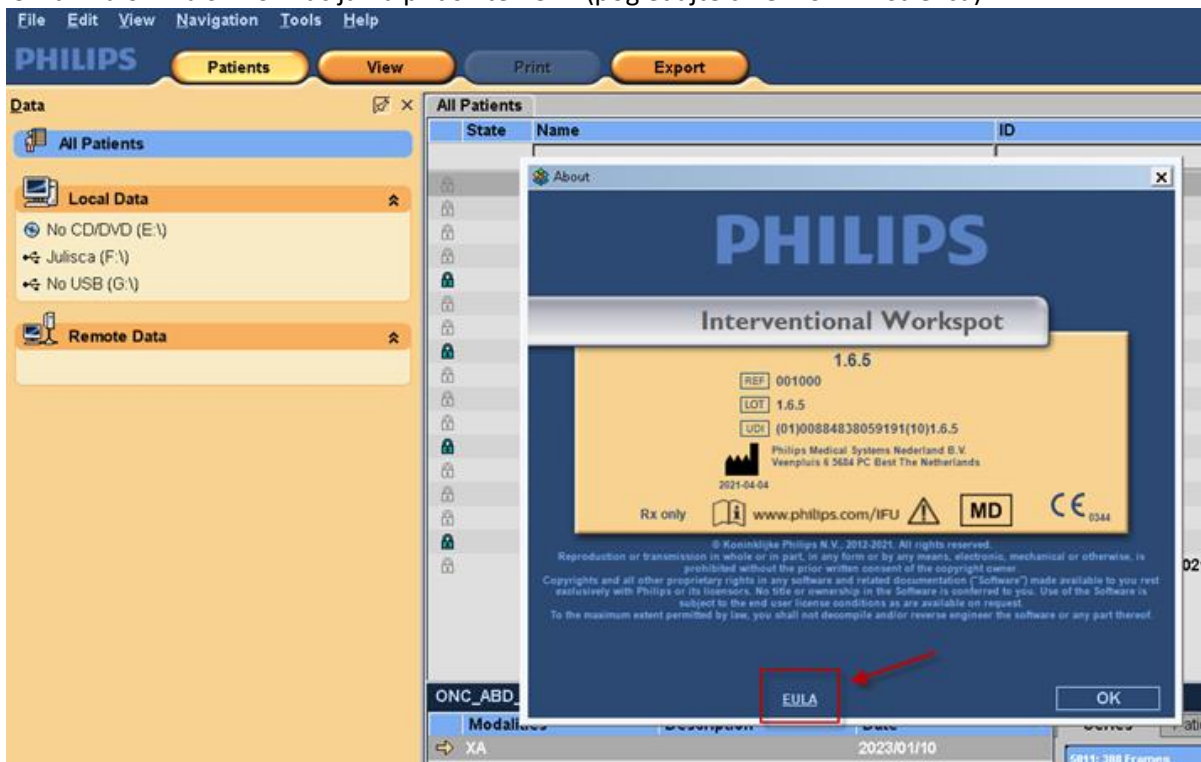 File Edit View Navigation Tools Help
PHILIPS Patients View Print Export
Data
All Patients
Local Data
No CD/DVD (E:\)
Julisca (F:\)
No USB (G:\)
Remote Data
All Patients
State Name ID
About
PHILIPS
Interventional Workspot
1.6.5
REF 001000
LOT 1.6.5
UDI (01)00884838059191(10)1.6.5
Philips Medical Systems Nederland B.V.
Veenpluis 6 5684 PC Best The Netherlands
2021-04-04
Rx only www.philips.com/IFU MD CE 0344
© Koninklijke Philips N.V., 2012-2021. All rights reserved.
Reproduction or transmission in whole or in part, in any form or by any means, electronic, mechanical or otherwise, is
prohibited without the prior written consent of the copyright owner.
Copyrights and all other proprietary rights in any software and related documentation ("Software") made available to you rest
exclusively with Philips or its licensors. No title or ownership in the Software is conferred to you. Use of the Software is
subject to the end user license conditions as are available on request.
To the maximum extent permitted by law, you shall not decompile and/or reverse engineer the software or any part thereof.
EULA
OK
02
ONC_ABD_
Modalities Description Date
XA 2023/01/10
Series
5011: 388 Frames